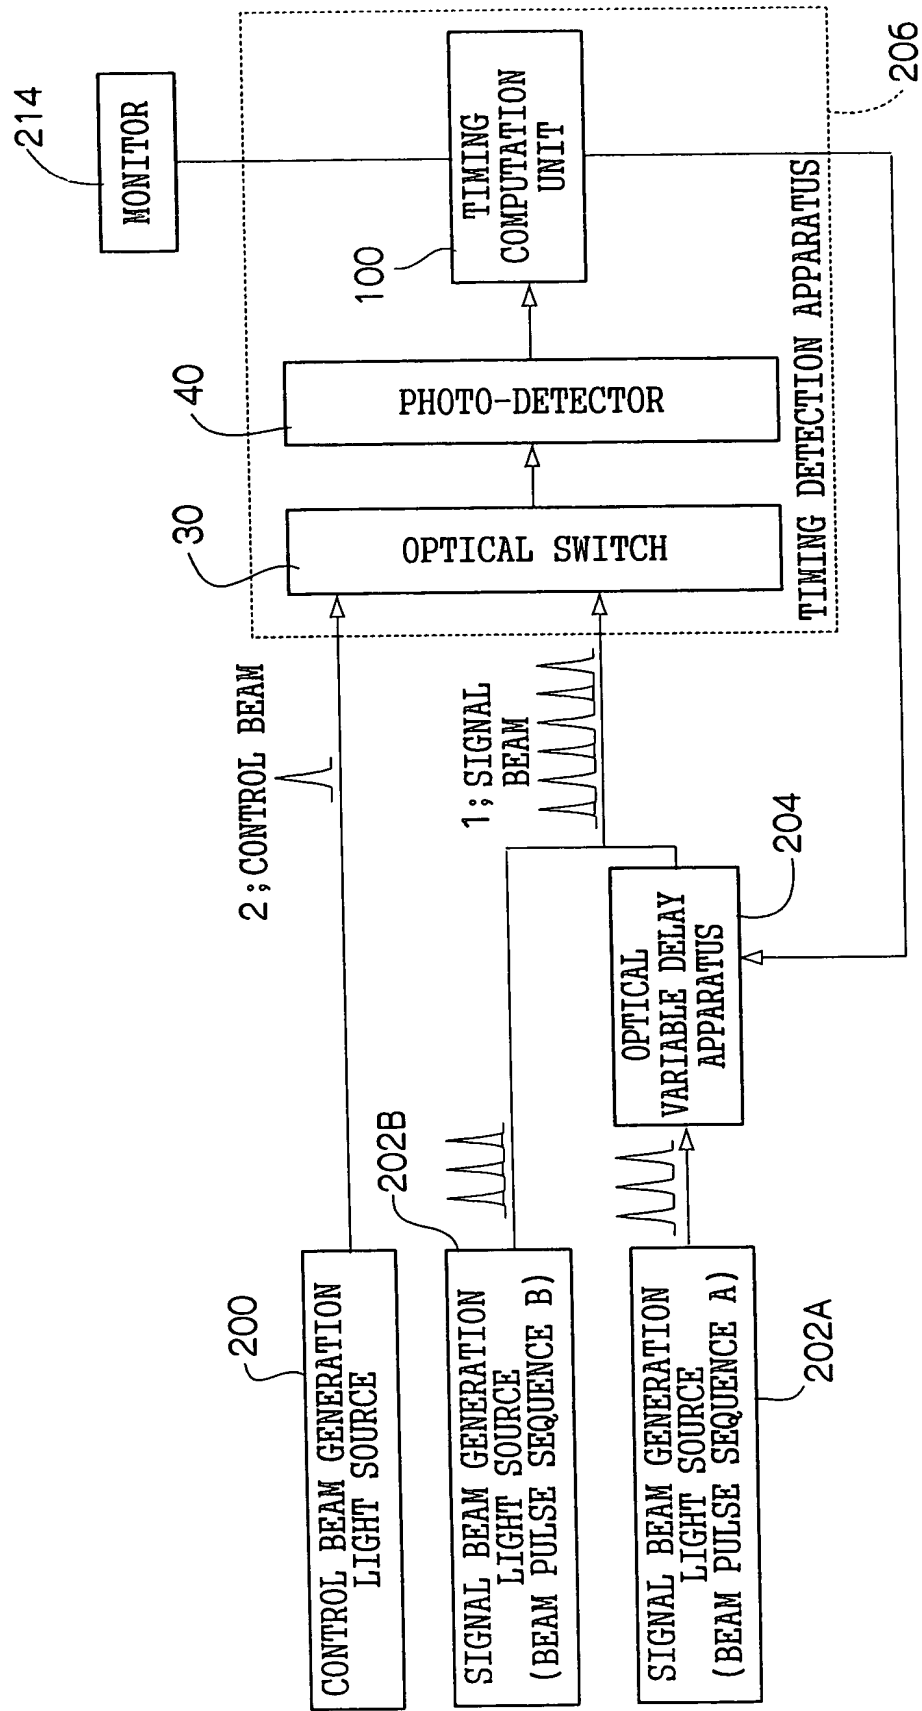 214
MONITOR
TIMING
COMPUTATION
UNIT
100
206
40
PHOTO-DETECTOR
30
OPTICAL SWITCH
TIMING DETECTION APPARATUS
2;CONTROL BEAM
1;SIGNAL
BEAM
OPTICAL
VARIABLE DELAY
APPARATUS
204
200
CONTROL BEAM GENERATION
LIGHT SOURCE
202B
SIGNAL BEAM GENERATION
LIGHT SOURCE
(BEAM PULSE SEQUENCE B)
SIGNAL BEAM GENERATION
LIGHT SOURCE
(BEAM PULSE SEQUENCE A)
202A